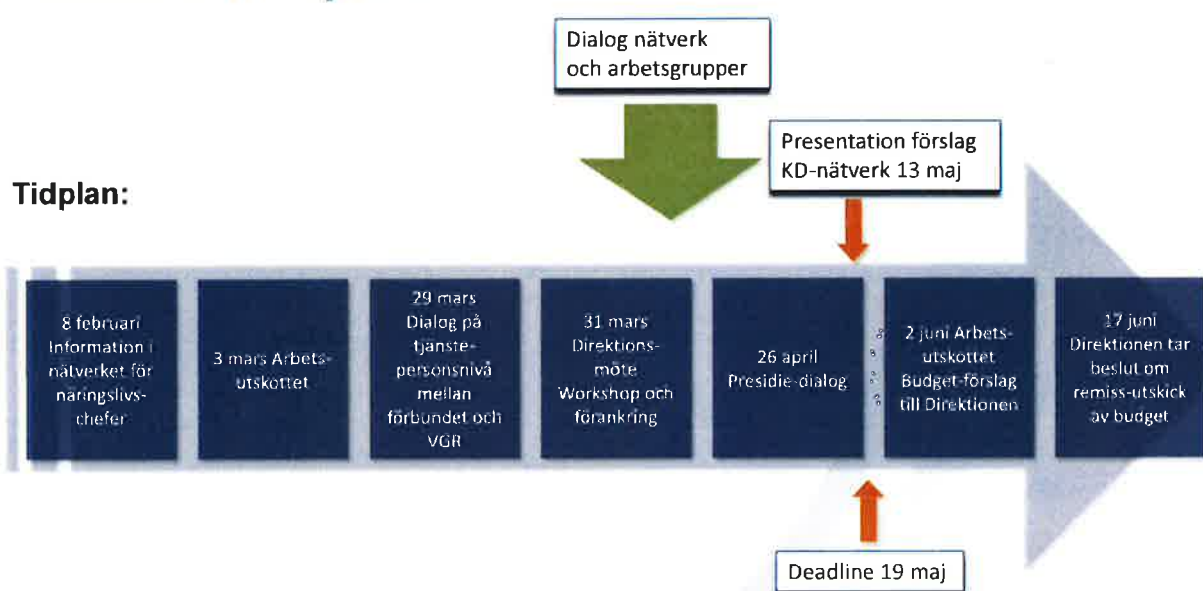 Dialog nätverk
och arbetsgrupper
Presentation förslag
KD-nätverk 13 maj
Tidplan:
8 februari
Information i
nätverket för
näringslivs-
chefer
3 mars Arbets-
utskottet
29 mars
Dialog på
tjänste-
personsnivå
mellan
förbundet och
VGR
31 mars
Direktions-
möte
Workshop och
förankring
26 april
Presidie-dialog
2 juni Arbets-
utskottet
Budget-förslag
till Direktionen
17 juni
Direktionen tar
beslut om
remiss-utskick
av budget
Deadline 19 maj